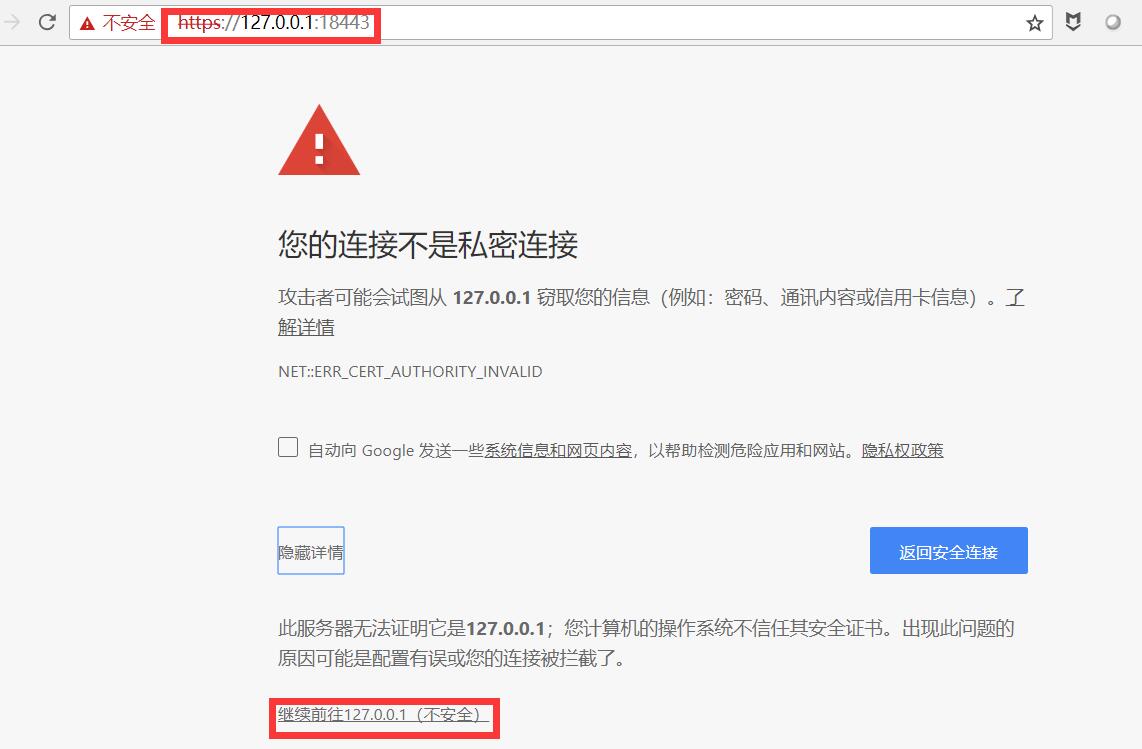 不安全 https://127.0.0.1:18443
您的连接不是私密连接
攻击者可能会试图从 127.0.0.1 窃取您的信息（例如：密码、通讯内容或信用卡信息）。了
解详情
NET::ERR_CERT_AUTHORITY_INVALID
自动向 Google 发送一些系统信息和网页内容，以帮助检测危险应用和网站。隐私权政策
隐藏详情
返回安全连接
此服务器无法证明它是127.0.0.1；您计算机的操作系统不信任其安全证书。出现此问题的
原因可能是配置有误或您的连接被拦截了。
继续前往127.0.0.1（不安全）